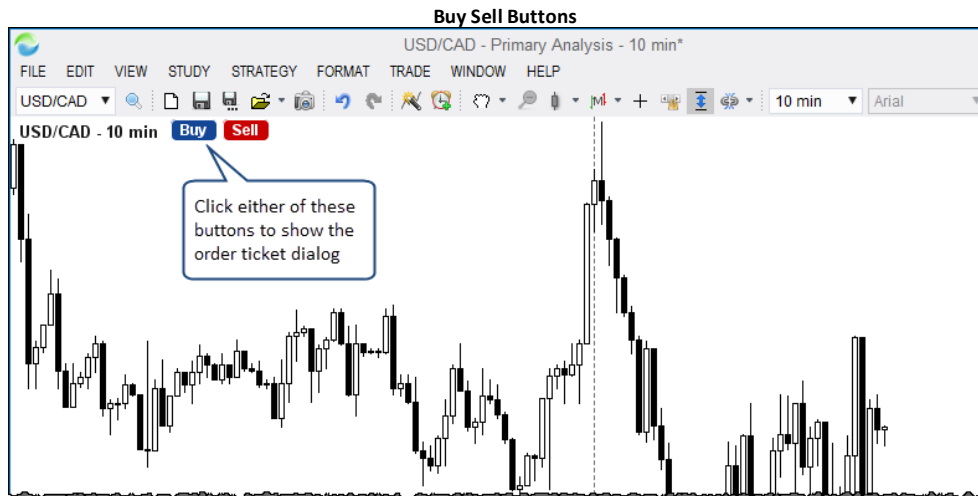 Buy Sell Buttons
USD/CAD - Primary Analysis - 10 min*
FILE EDIT VIEW STUDY STRATEGY FORMAT TRADE WINDOW HELP
USD/CAD 10 min Arial
USD/CAD - 10 min Buy Sell
Click either of these
buttons to show the
order ticket dialog